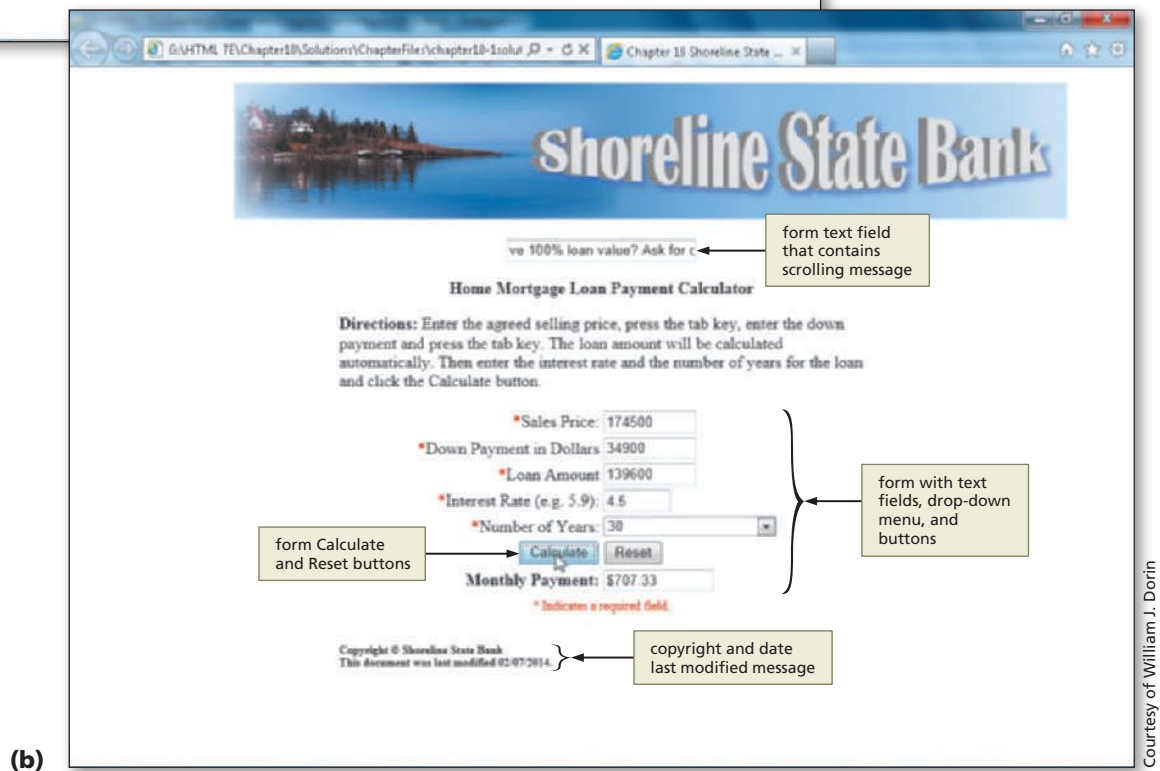 G:\HTML 7E\Chapter10\Solutions\ChapterFiles\chapter10-1solut
Chapter 10 Shoreline State ...
Shoreline State Bank
ve 100% loan value? Ask for
form text field
that contains
scrolling message
Home Mortgage Loan Payment Calculator
Directions: Enter the agreed selling price, press the tab key, enter the down
payment and press the tab key. The loan amount will be calculated
automatically. Then enter the interest rate and the number of years for the loan
and click the Calculate button.
*Sales Price: 174500
*Down Payment in Dollars 34900
*Loan Amount 139600
*Interest Rate (e.g. 5.9): 4.5
*Number of Years: 30
Calculate Reset
Monthly Payment: $707.33
* Indicates a required field.
form with text
fields, drop-down
menu, and
buttons
form Calculate
and Reset buttons
Copyright © Shoreline State Bank
This document was last modified 02/07/2014.
copyright and date
last modified message
(b)
Courtesy of William J. Dorin